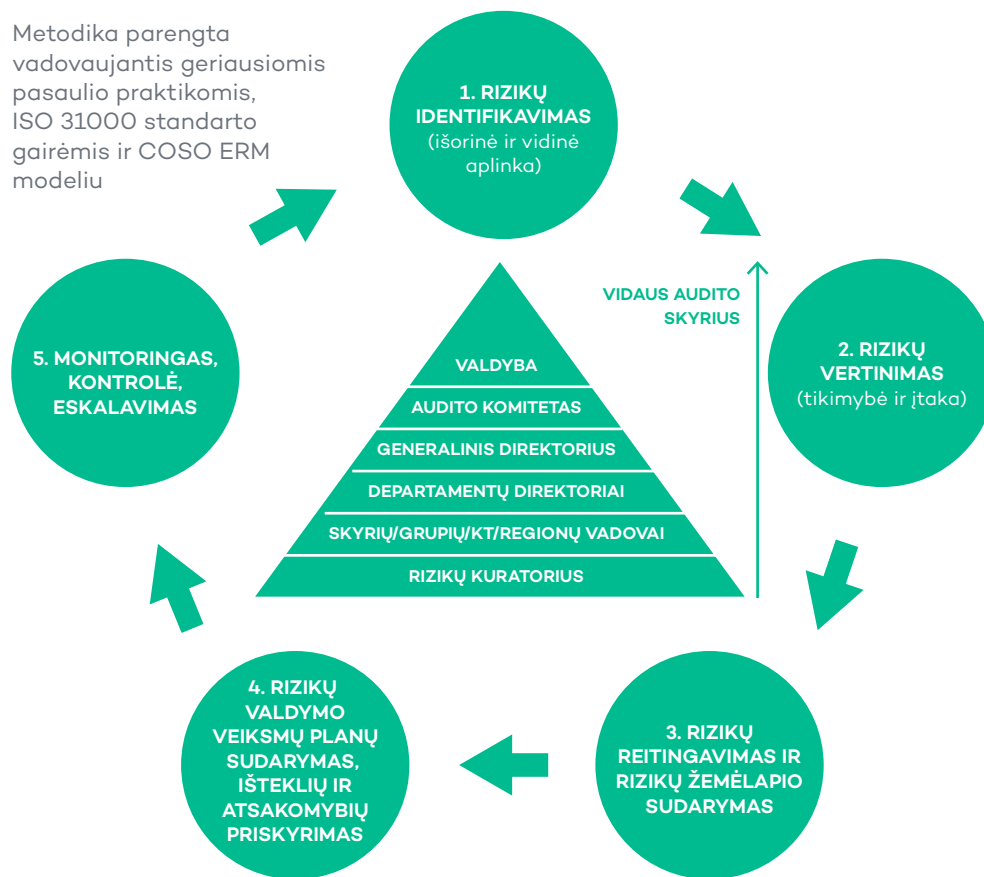 Metodika parengta
vadovaujantis geriausiomis
pasaulio praktikomis,
ISO 31000 standarto
gairėmis ir COSO ERM
modeliu
1. RIZIKŲ
IDENTIFIKAVIMAS
(išorinė ir vidinė
aplinka)
VIDAUS AUDITO
SKYRIUS
2. RIZIKŲ
VERTINIMAS
(tikimybė ir įtaka)
5. MONITORINGAS,
KONTROLĖ,
ESKALAVIMAS
VALDYBA
AUDITO KOMITETAS
GENERALINIS DIREKTORIUS
DEPARTAMENTŲ DIREKTORIAI
SKYRIŲ/GRUPIŲ/KT/REGIONŲ VADOVAI
RIZIKŲ KURATORIUS
3. RIZIKŲ
REITINGAVIMAS IR
RIZIKŲ ŽEMĖLAPIO
SUDARYMAS
4. RIZIKŲ
VALDYMO
VEIKSMŲ PLANŲ
SUDARYMAS,
IŠTEKLIŲ IR
ATSAKOMYBIŲ
PRISKYRIMAS